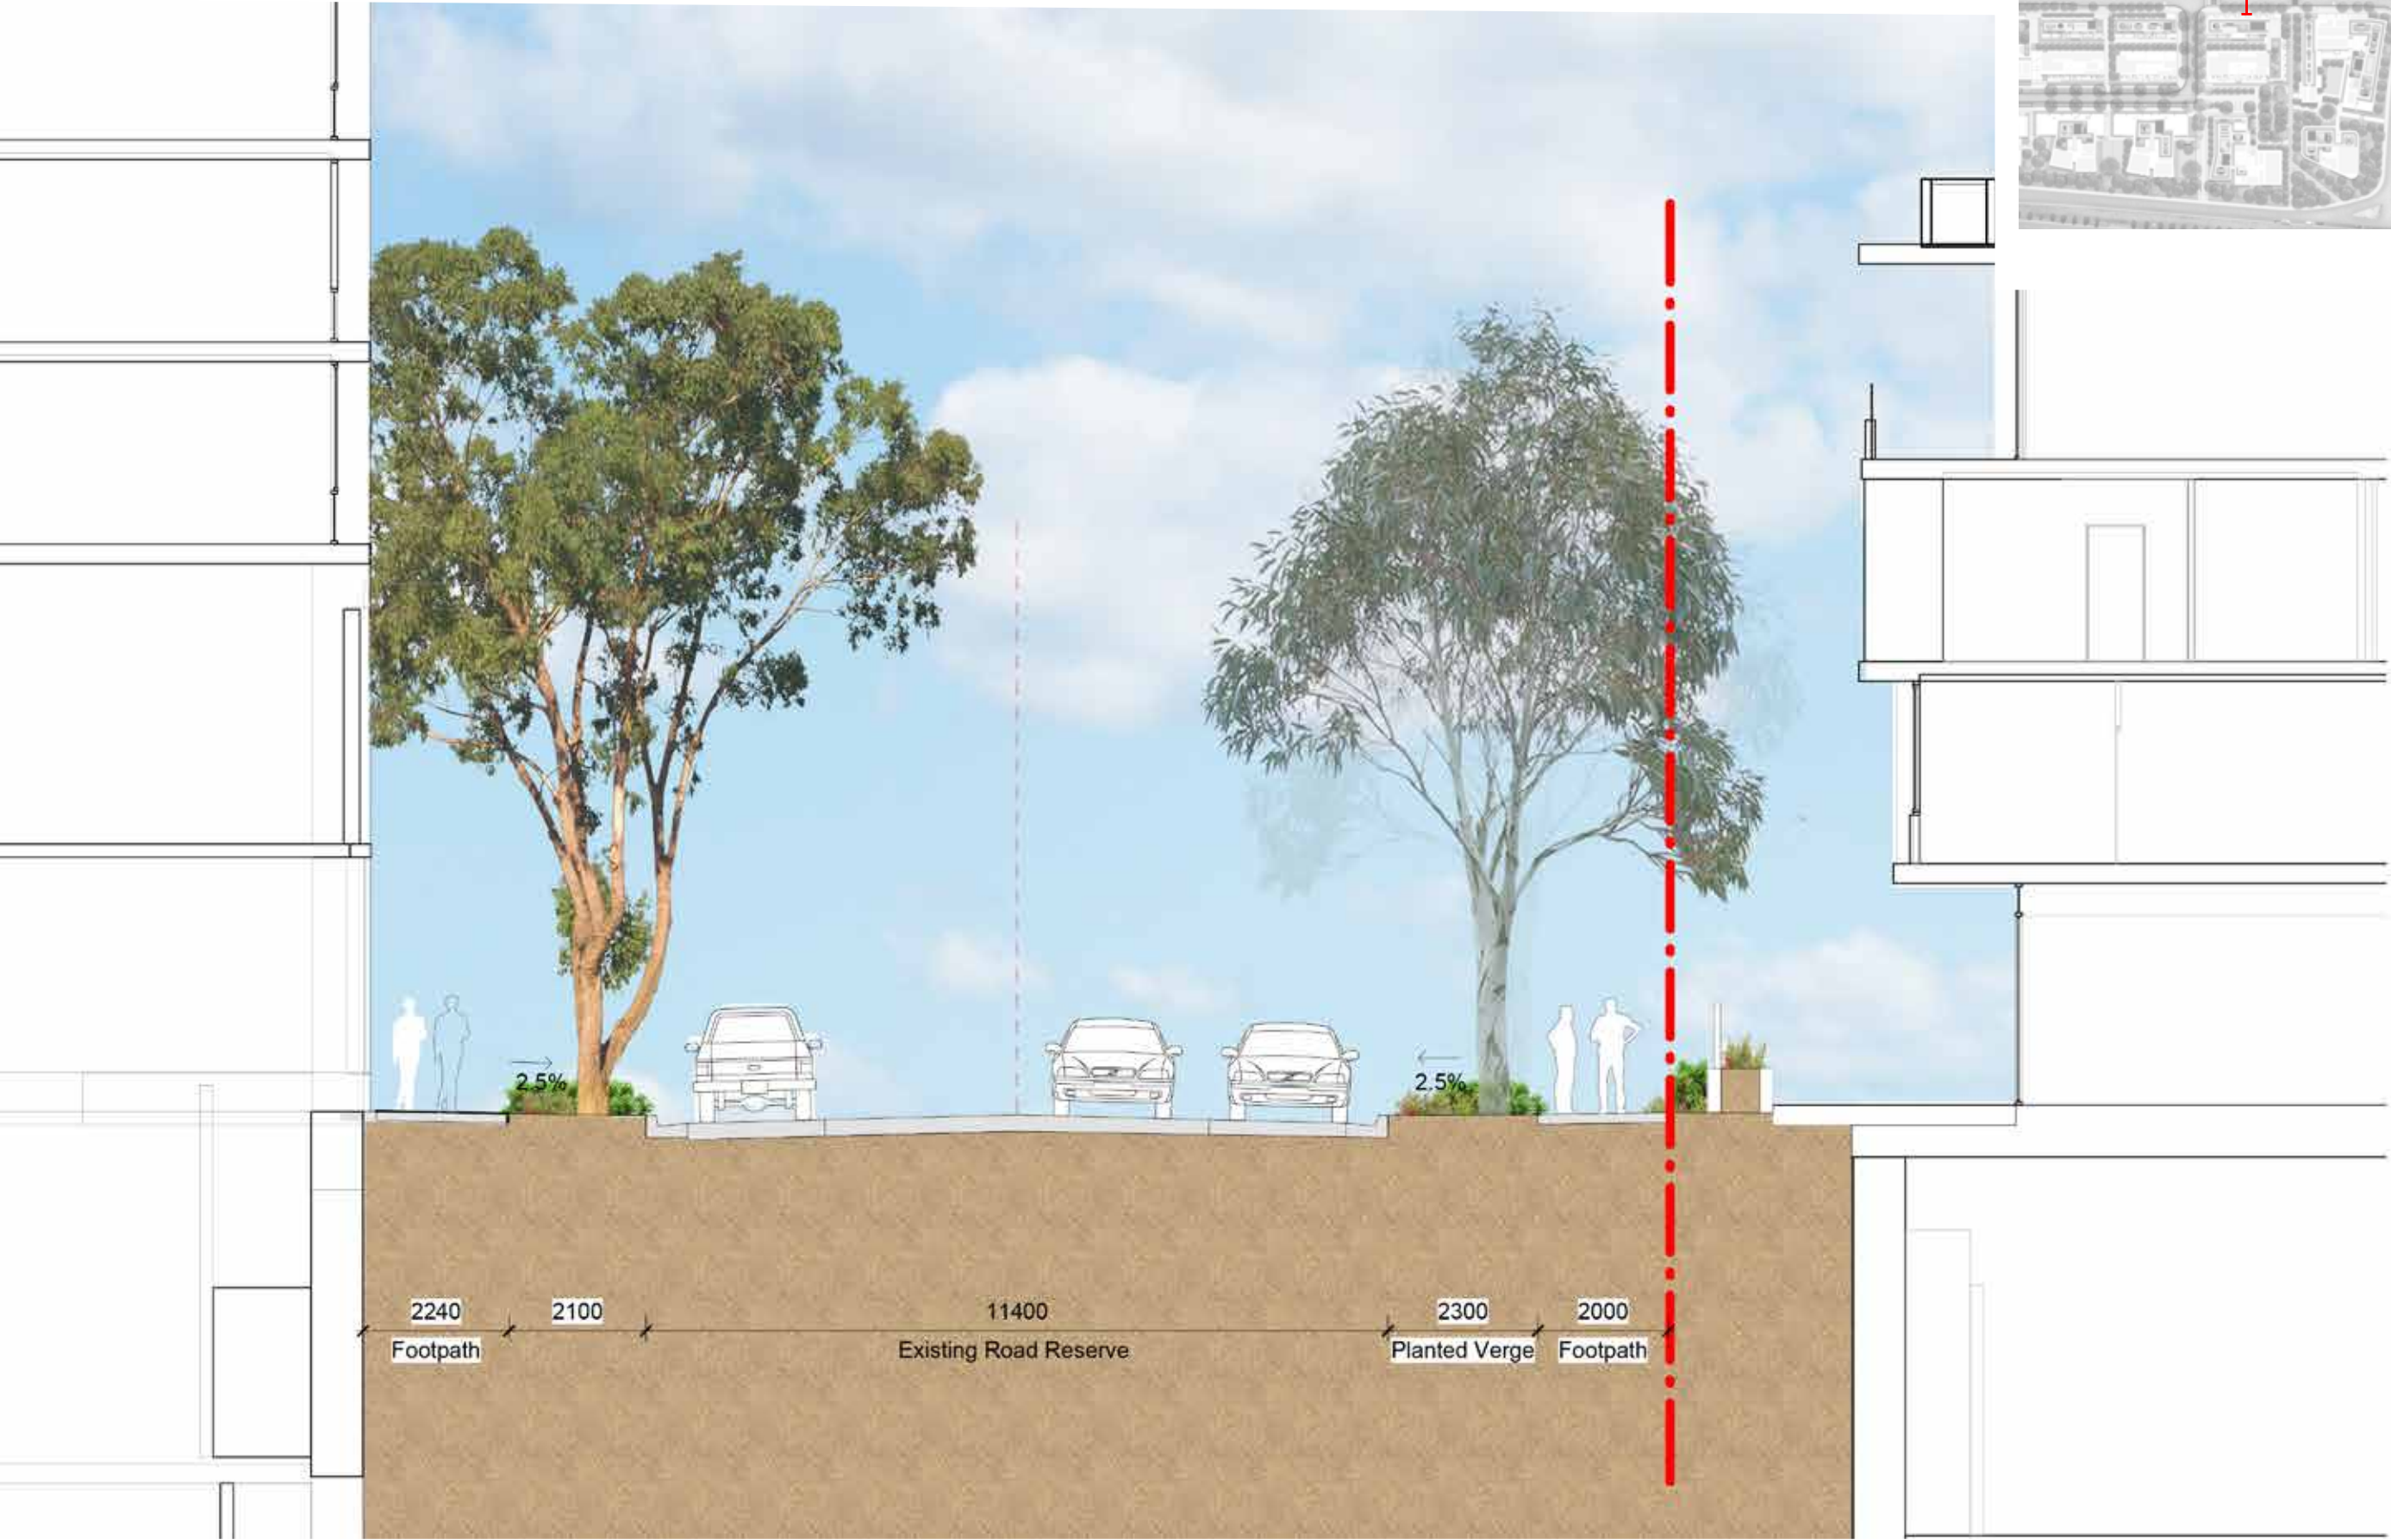 2.5%
2.5%
2240
2100
11400
2300
2000
Footpath
Existing Road Reserve
Planted Verge
Footpath